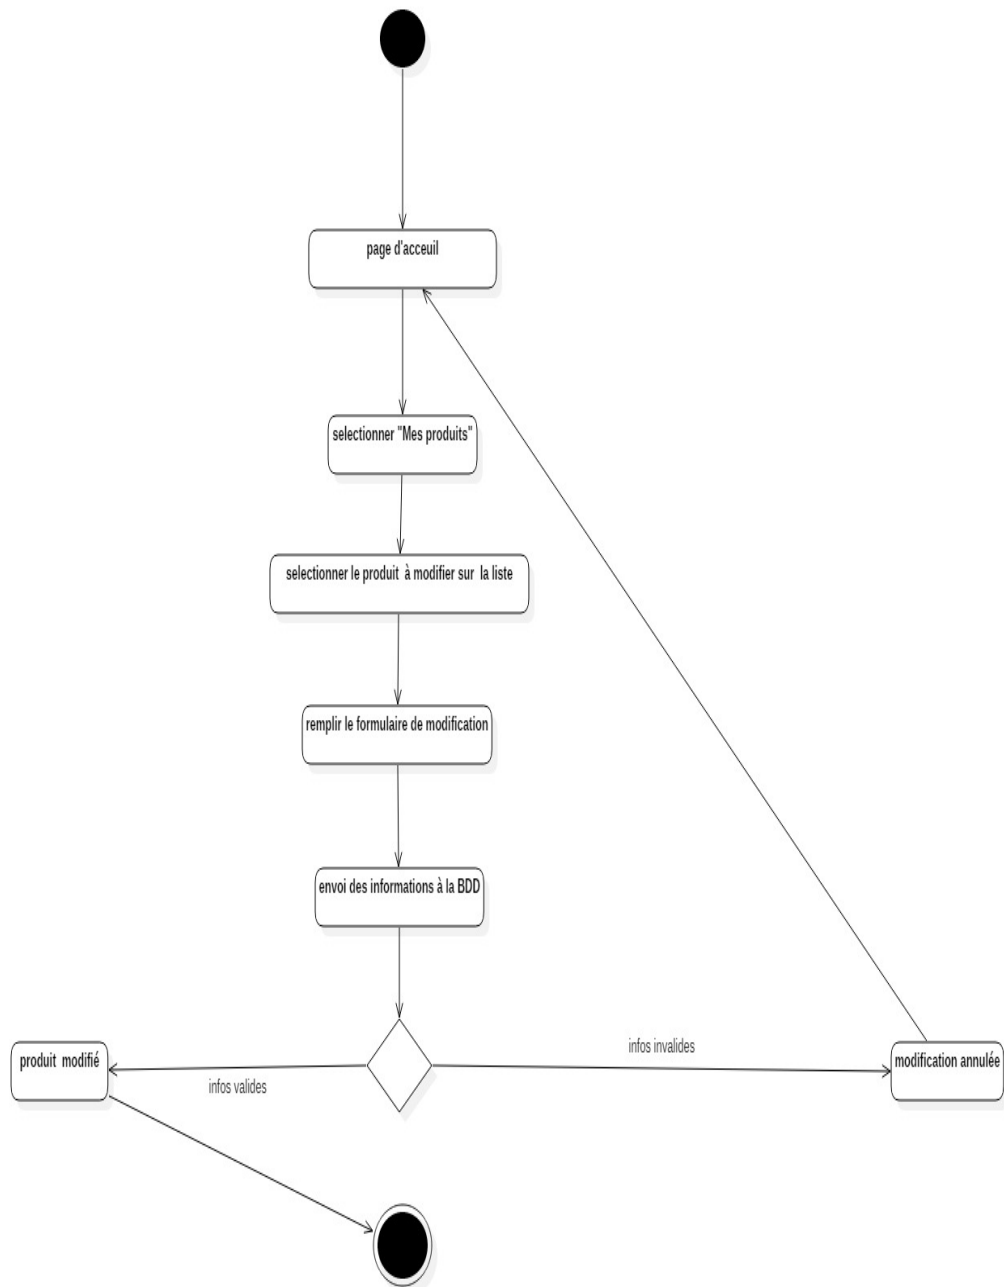 page d'acceuil
selectionner "Mes produits"
selectionner le produit  à modifier sur  la liste
remplir le formulaire de modification
envoi des informations à la BDD
infos invalides
produit  modifié
modification annulée
infos valides